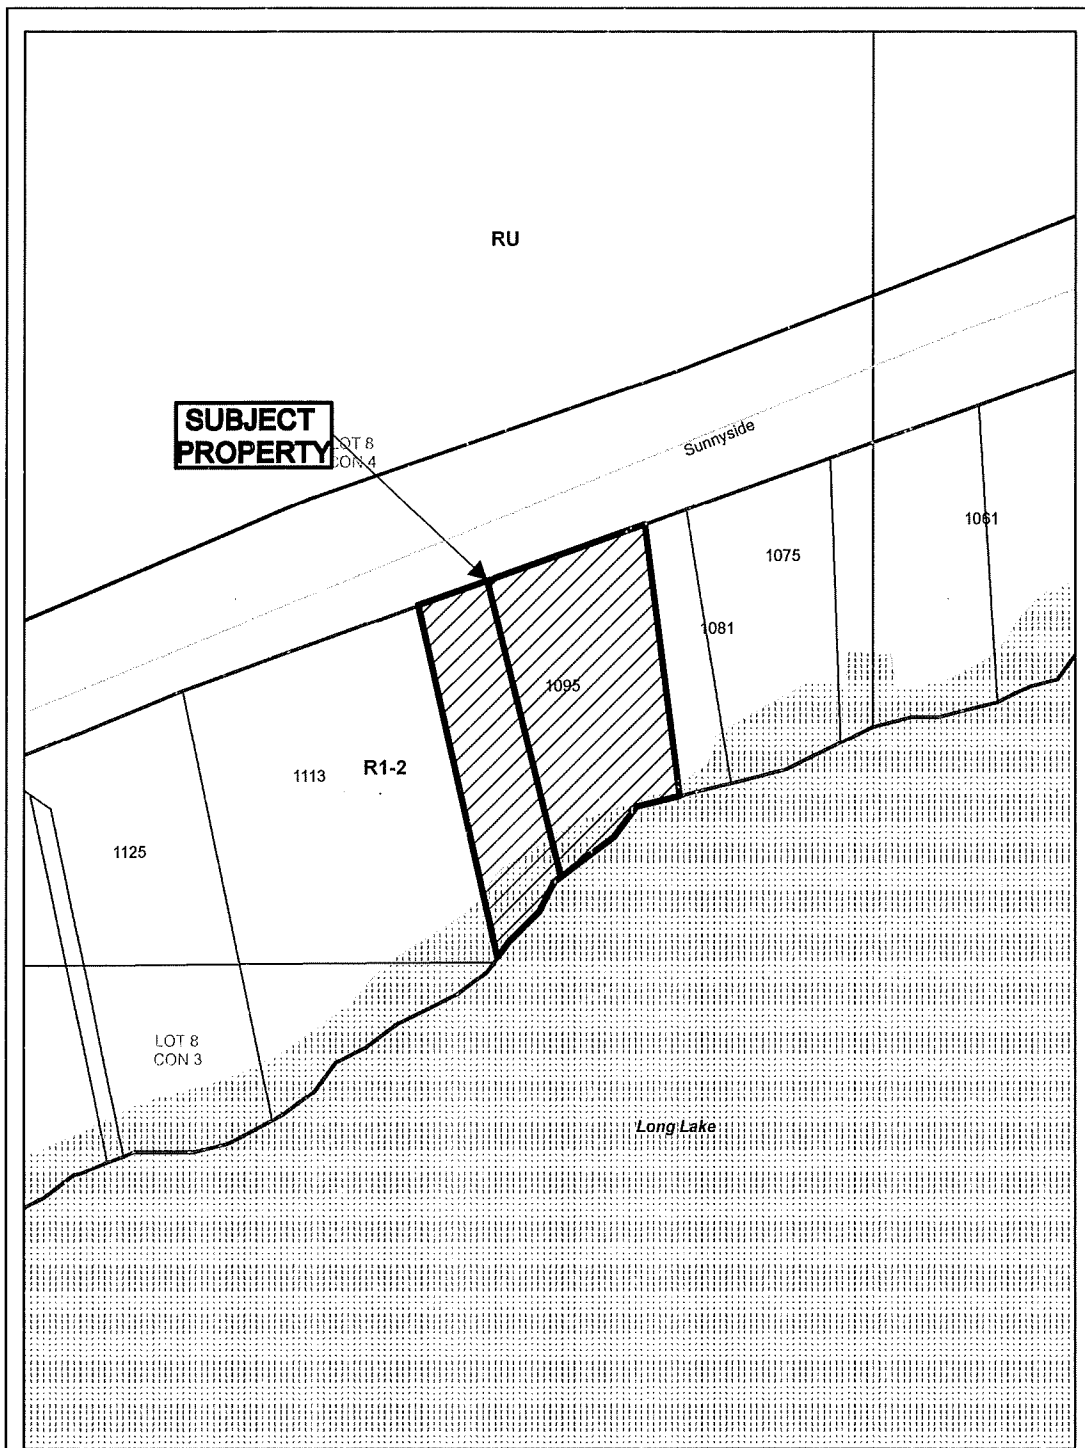 RU
SUBJECT
PROPERTY
LOT 8
CON 4
Sunnyside
1061
1075
1081
1095
R1-2
1113
1125
LOT 8
CON 3
Long Lake